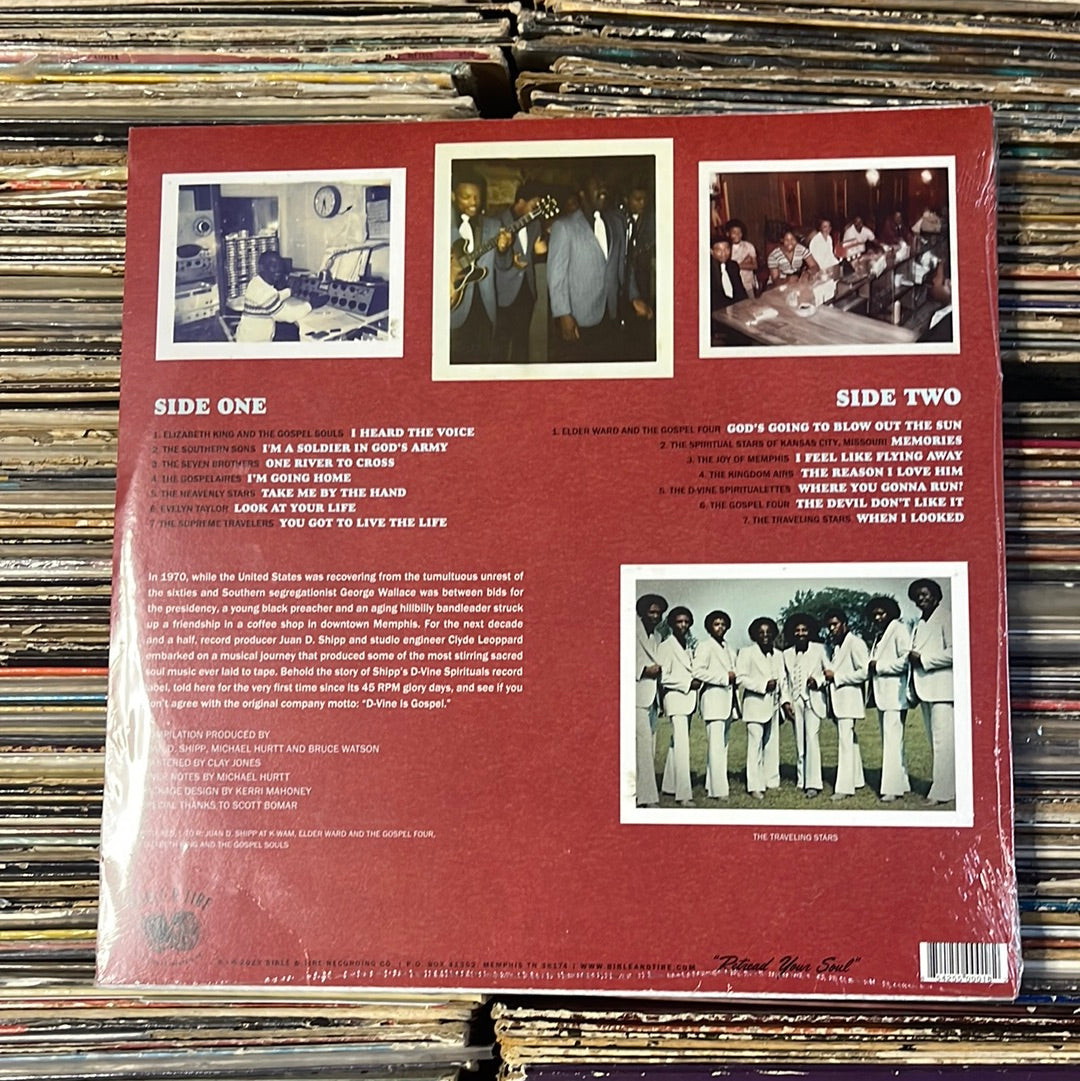 SIDE ONE
1. ELIZABETH KING AND THE GOSPEL SOULS I HEARD THE VOICE
2. THE SOUTHERN SONS I'M A SOLDIER IN GOD'S ARMY
3. THE SEVEN BROTHERS ONE RIVER TO CROSS
4. THE GOSPELAIRES I'M GOING HOME
5. THE HEAVENLY STARS TAKE ME BY THE HAND
6. EVELYN TAYLOR LOOK AT YOUR LIFE
7. THE SUPREME TRAVELERS YOU GOT TO LIVE THE LIFE
SIDE TWO
1. ELDER WARD AND THE GOSPEL FOUR GOD'S GOING TO BLOW OUT THE SUN
2. THE SPIRITUAL STARS OF KANSAS CITY, MISSOURI MEMORIES
3. THE JOY OF MEMPHIS I FEEL LIKE FLYING AWAY
4. THE KINGDOM AIRS THE REASON I LOVE HIM
5. THE D-VINE SPIRITUALETTES WHERE YOU GONNA RUN?
6. THE GOSPEL FOUR THE DEVIL DON'T LIKE IT
7. THE TRAVELING STARS WHEN I LOOKED
In 1970, while the United States was recovering from the tumultuous unrest of
the sixties and Southern segregationist George Wallace was between bids for
the presidency, a young black preacher and an aging hillbilly bandleader struck
up a friendship in a coffee shop in downtown Memphis. For the next decade
and a half, record producer Juan D. Shipp and studio engineer Clyde Leoppard
embarked on a musical journey that produced some of the most stirring sacred
soul music ever laid to tape. Behold the story of Shipp's D-Vine Spirituals record
label, told here for the very first time since its 45 RPM glory days, and see if you
don't agree with the original company motto: "D-Vine is Gospel."
PRODUCED BY
D. SHIPP, MICHAEL HURTT AND BRUCE WATSON
BY CLAY JONES
NOTES BY MICHAEL HURTT
DESIGN BY KERRI MAHONEY
THANKS TO SCOTT BOMAR
L TO R: JUAN D. SHIPP AT K-WAM, ELDER WARD AND THE GOSPEL FOUR,
KING AND THE GOSPEL SOULS
THE TRAVELING STARS
BIBLE & TIRE RECORDING CO. | P.O. BOX 41352 MEMPHIS TN 38174 | WWW.BIBLEANDTIRE.COM
"Retread Your Soul"